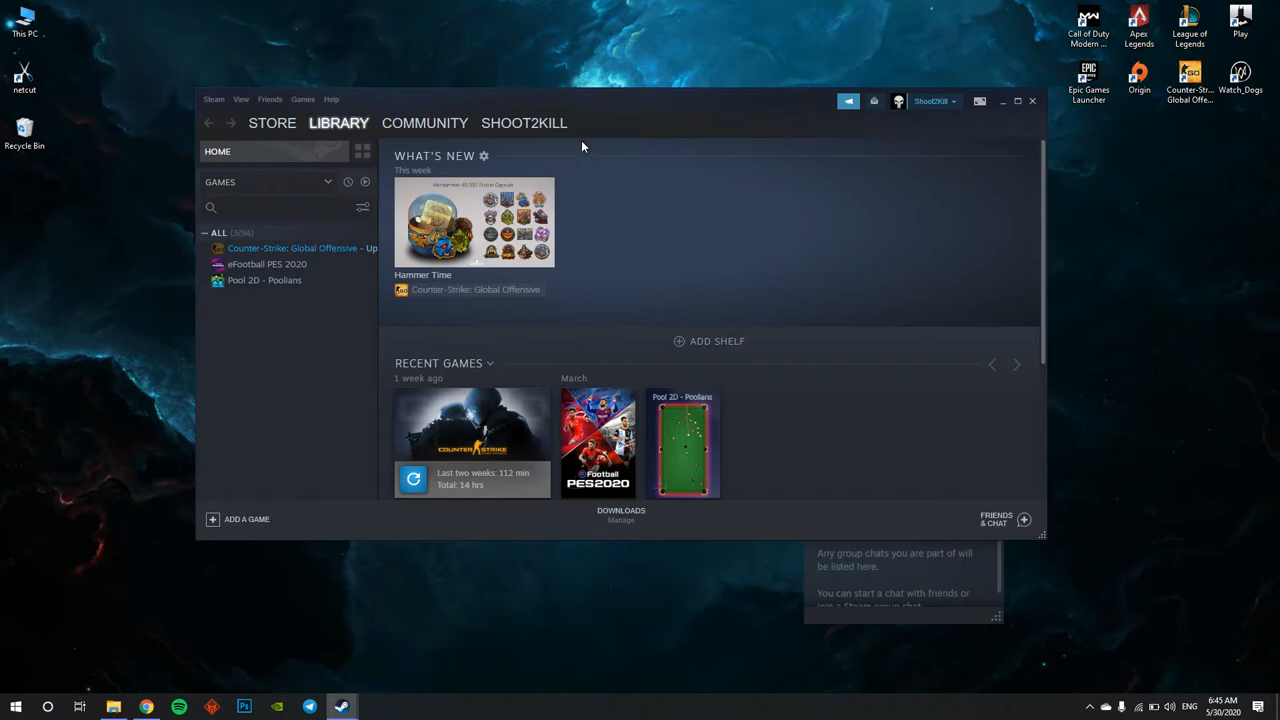 This PC
netcut
Recycle Bin
Call of Duty
Modern ...
Apex
Legends
League of
Legends
Play
Epic Games
Launcher
Origin
Counter-Str...
Global Offe...
Watch_Dogs
Steam View Friends Games Help
Shoot2Kill
STORE LIBRARY COMMUNITY SHOOT2KILL
HOME
GAMES
ALL (3/94)
Counter-Strike: Global Offensive - Up
eFootball PES 2020
Pool 2D - Poolians
WHAT'S NEW
This week
Warhammer 40,000 Sticker Capsule
Hammer Time
Counter-Strike: Global Offensive
ADD SHELF
RECENT GAMES
1 week ago
March
COUNTER STRIKE
Last two weeks: 112 min
Total: 14 hrs
Football
PES2020
Pool 2D - Poolians
ADD A GAME
DOWNLOADS
Manage
FRIENDS
& CHAT
Any group chats you are part of will
be listed here.
You can start a chat with friends or
join a Steam group chat
Ps
ENG
6:45 AM
5/30/2020